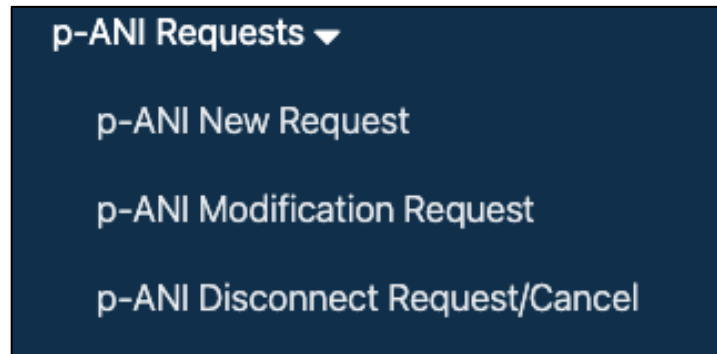 p-ANI Requests
p-ANI New Request
p-ANI Modification Request
p-ANI Disconnect Request/Cancel